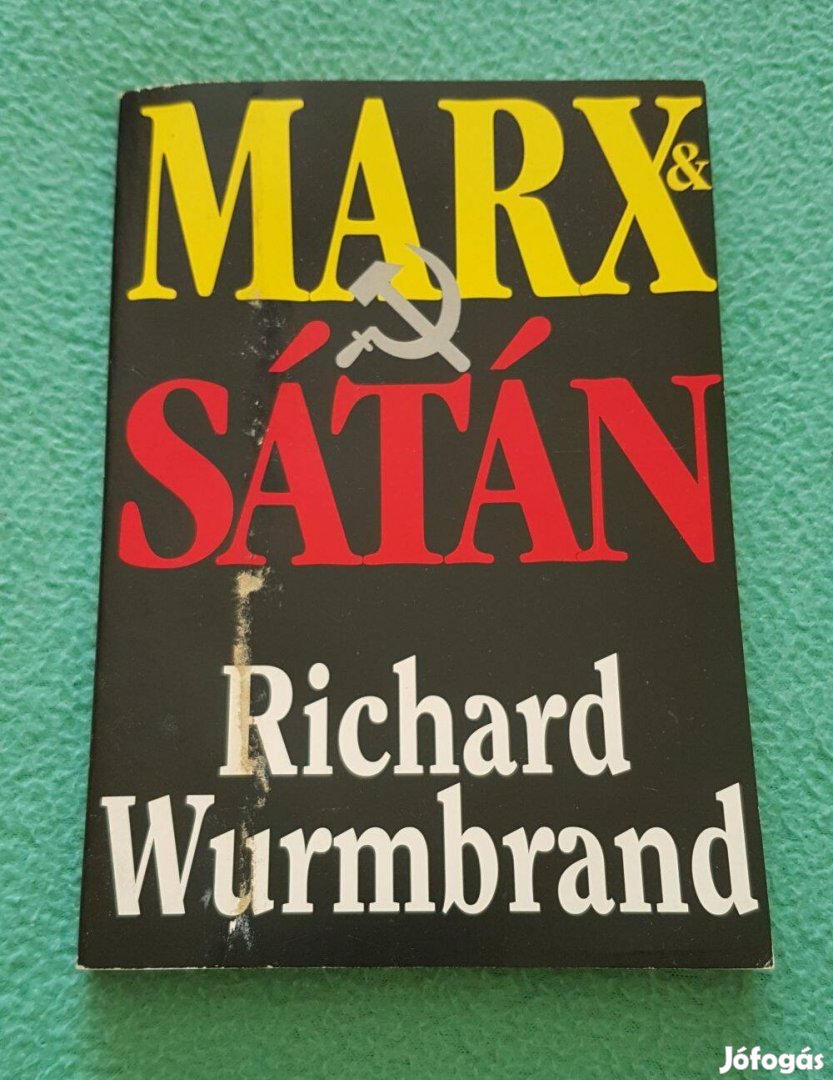 MARX &
SÁTÁN
Richard
Wurmbrand
Jófogás